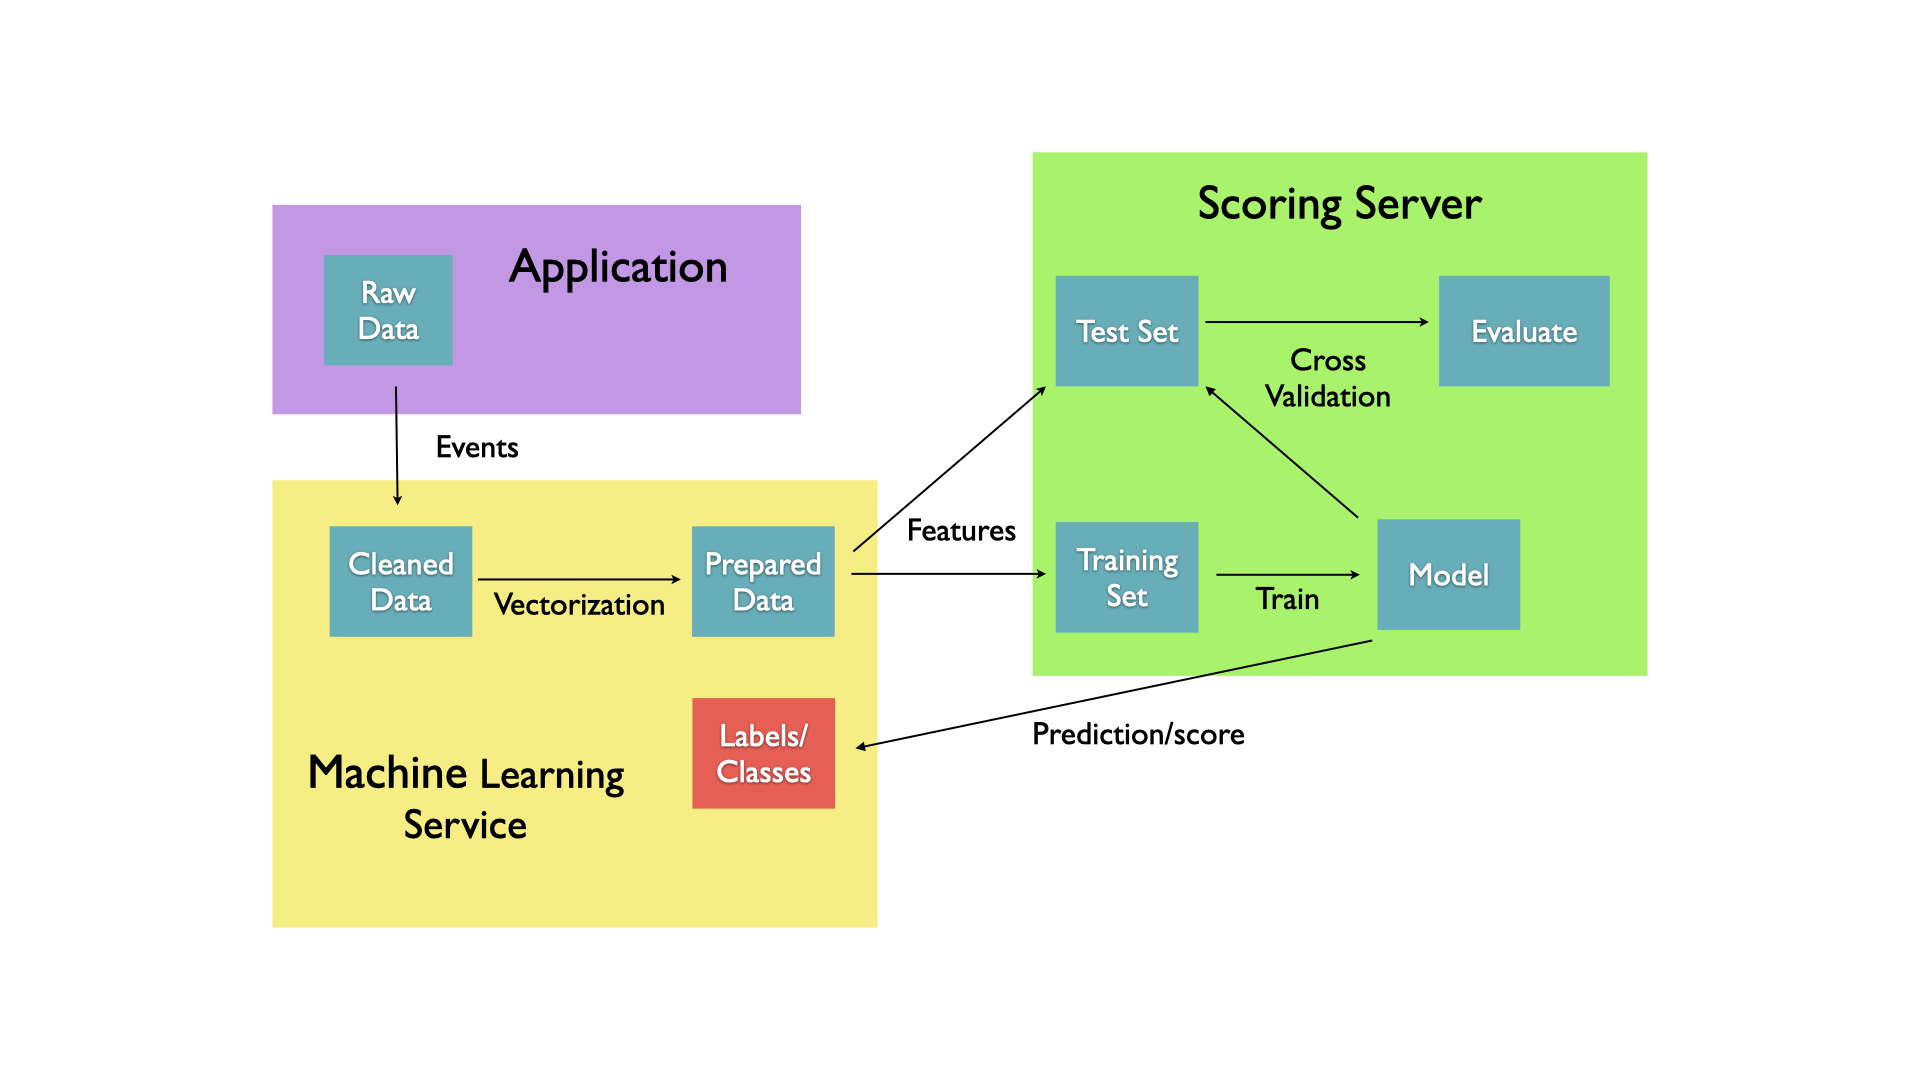 Scoring Server
Application
Raw
Data
Test Set
Evaluate
Cross
Validation
Events
Features
Cleaned
Data
Vectorization
Prepared
Data
Training
Set
Train
Model
Labels/
Classes
Prediction/score
Machine Learning
Service